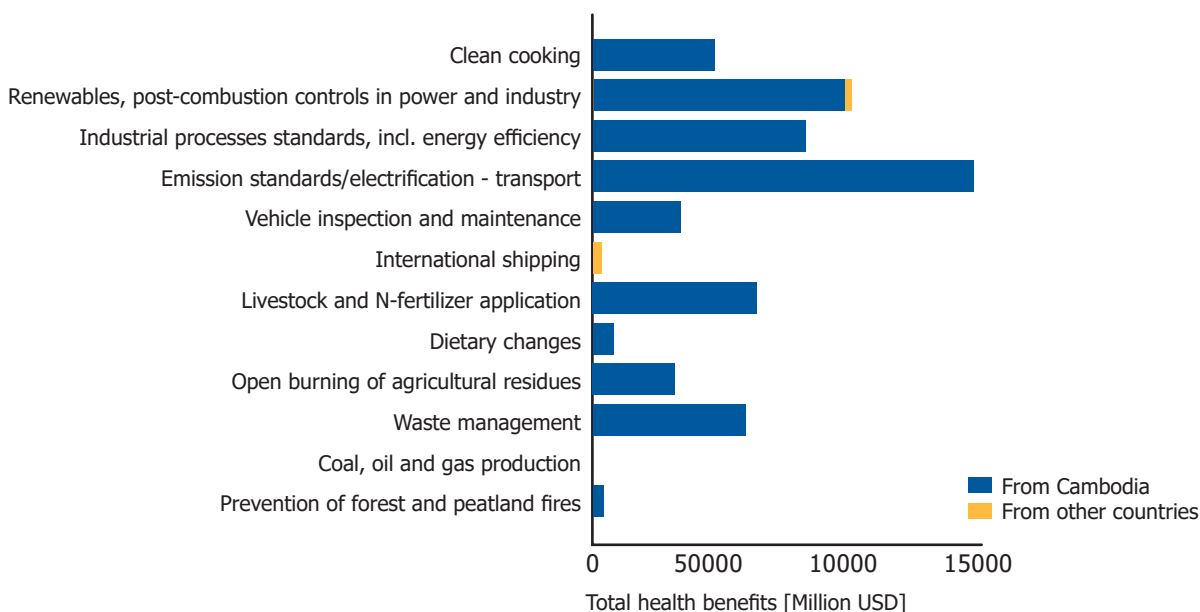 Clean cooking
Renewables, post-combustion controls in power and industry
Industrial processes standards, incl. energy efficiency
Emission standards/electrification - transport
Vehicle inspection and maintenance
International shipping
Livestock and N-fertilizer application
Dietary changes
Open burning of agricultural residues
Waste management
Coal, oil and gas production
Prevention of forest and peatland fires
From Cambodia
From other countries
0 50000 10000 15000
Total health benefits [Million USD]